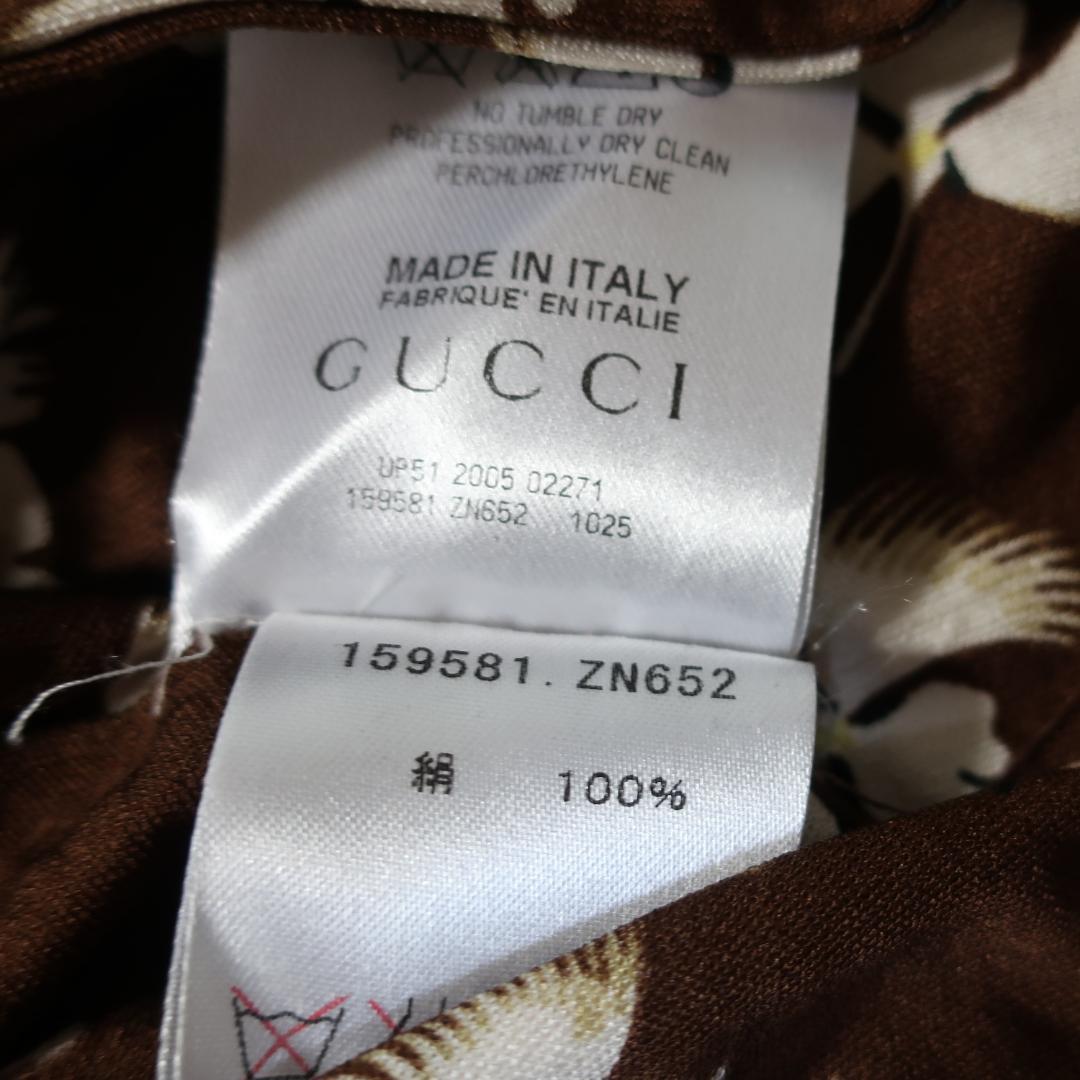 NO TUMBLE DRY
PROFESSIONALLY DRY CLEAN
PERCHLORETHYLENE
MADE IN ITALY
FABRIQUE' EN ITALIE
GUCCI
UP51 2005 02271
159581 ZN652 1025
159581. ZN652
絹 100%